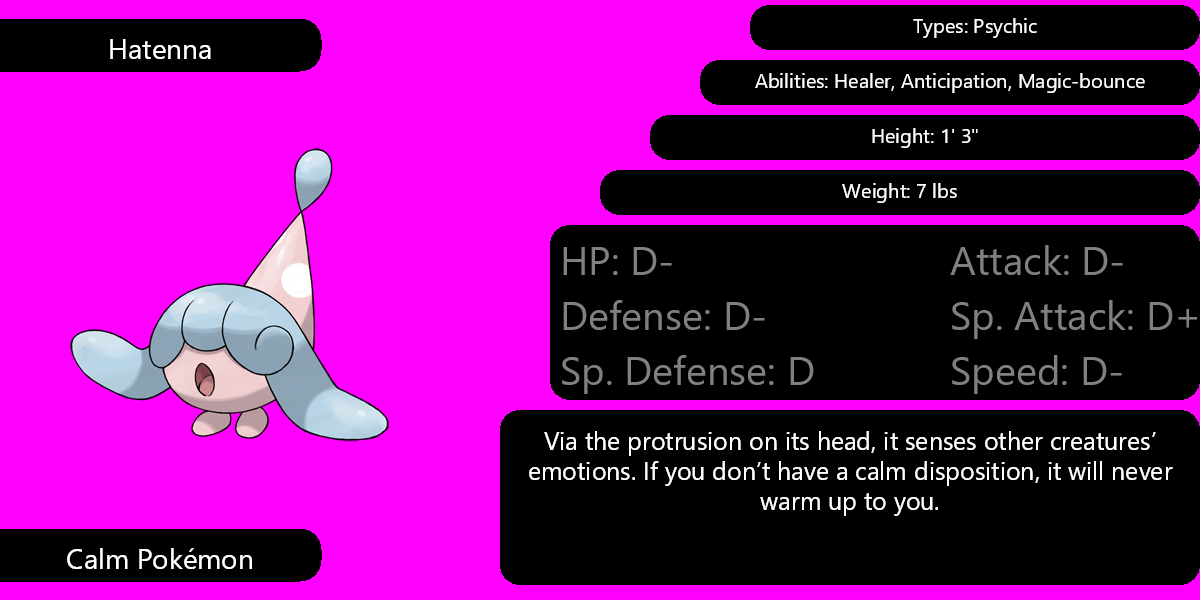 Hatenna
Types: Psychic
Abilities: Healer, Anticipation, Magic-bounce
Height: 1' 3"
Weight: 7 lbs
HP: D-
Attack: D-
Defense: D-
Sp. Attack: D+
Sp. Defense: D
Speed: D-
Via the protrusion on its head, it senses other creatures’
emotions. If you don’t have a calm disposition, it will never
warm up to you.
Calm Pokémon